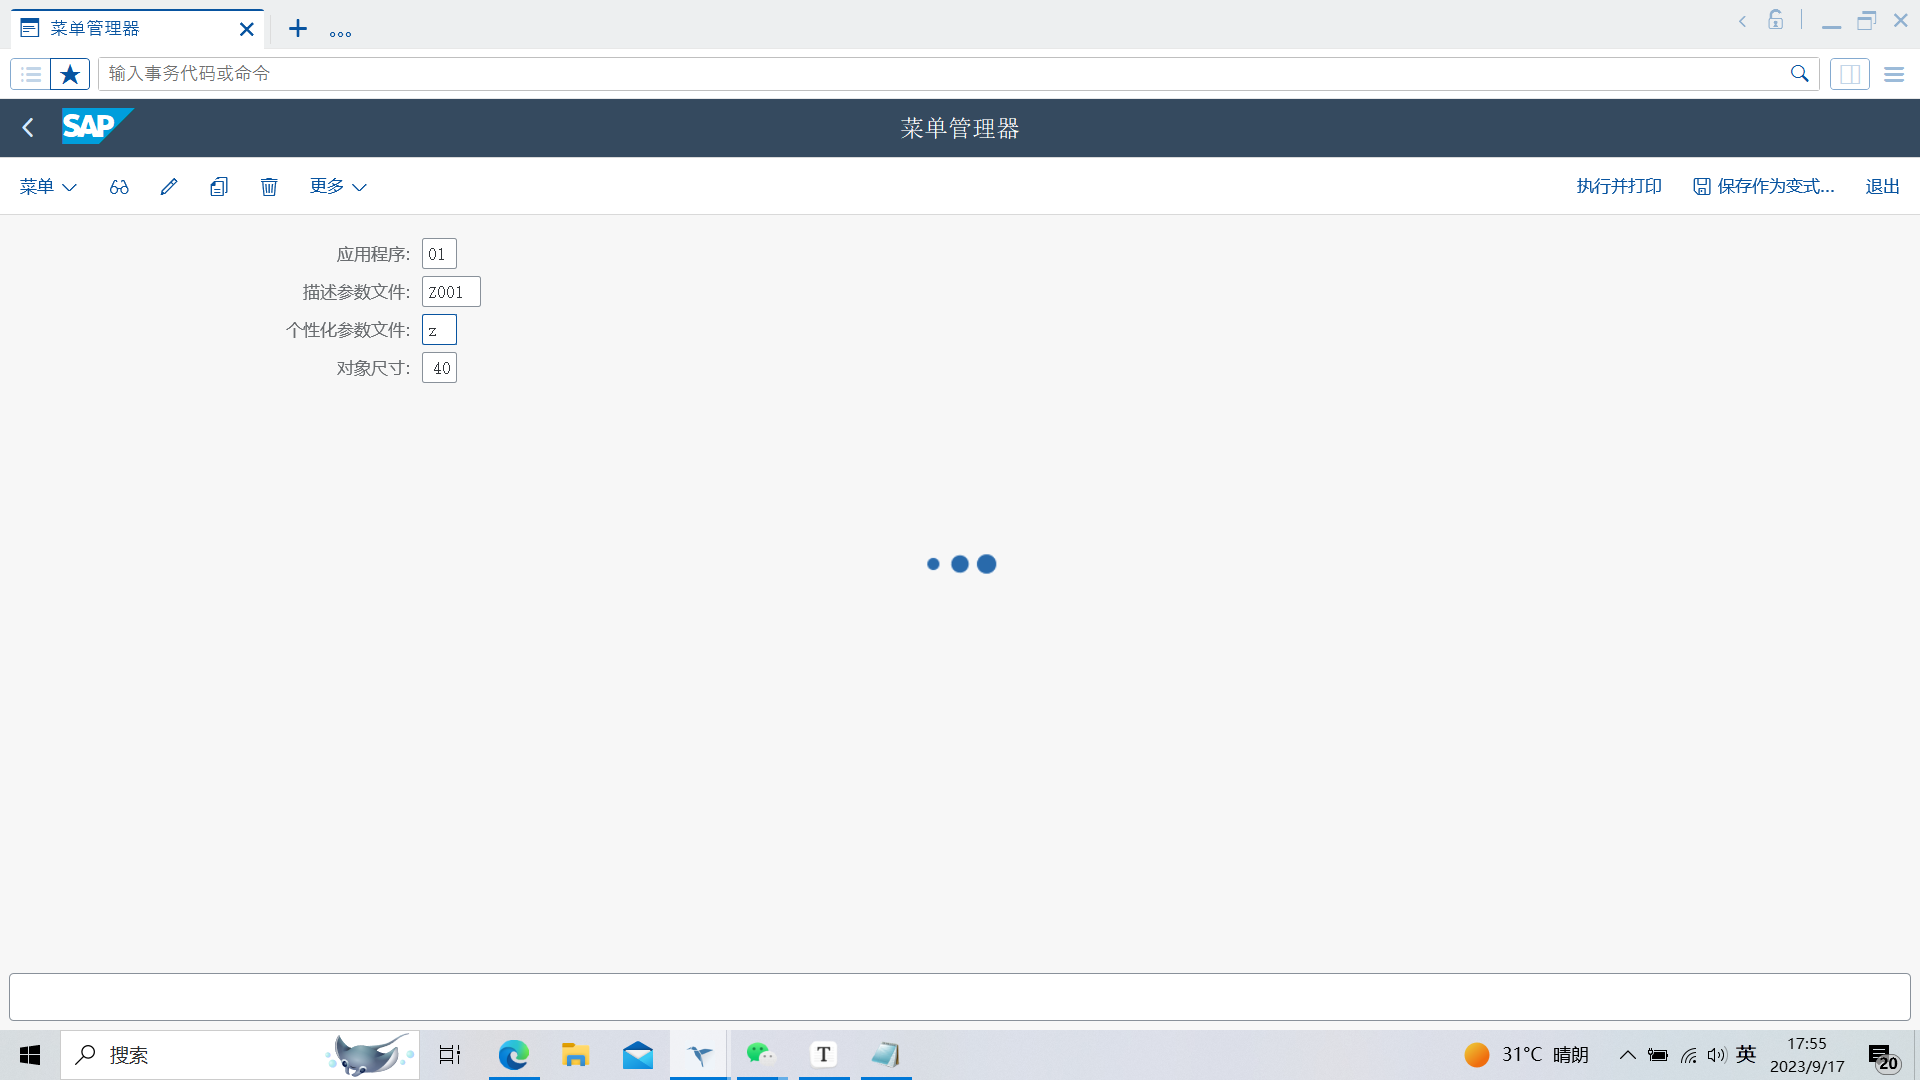 菜单管理器
输入事务代码或命令
SAP
菜单管理器
菜单
更多
执行并打印
保存作为变式...
退出
应用程序: 01
描述参数文件: Z001
个性化参数文件: z
对象尺寸: 40
搜索
T
31°C 晴朗
英
17:55
2023/9/17
20